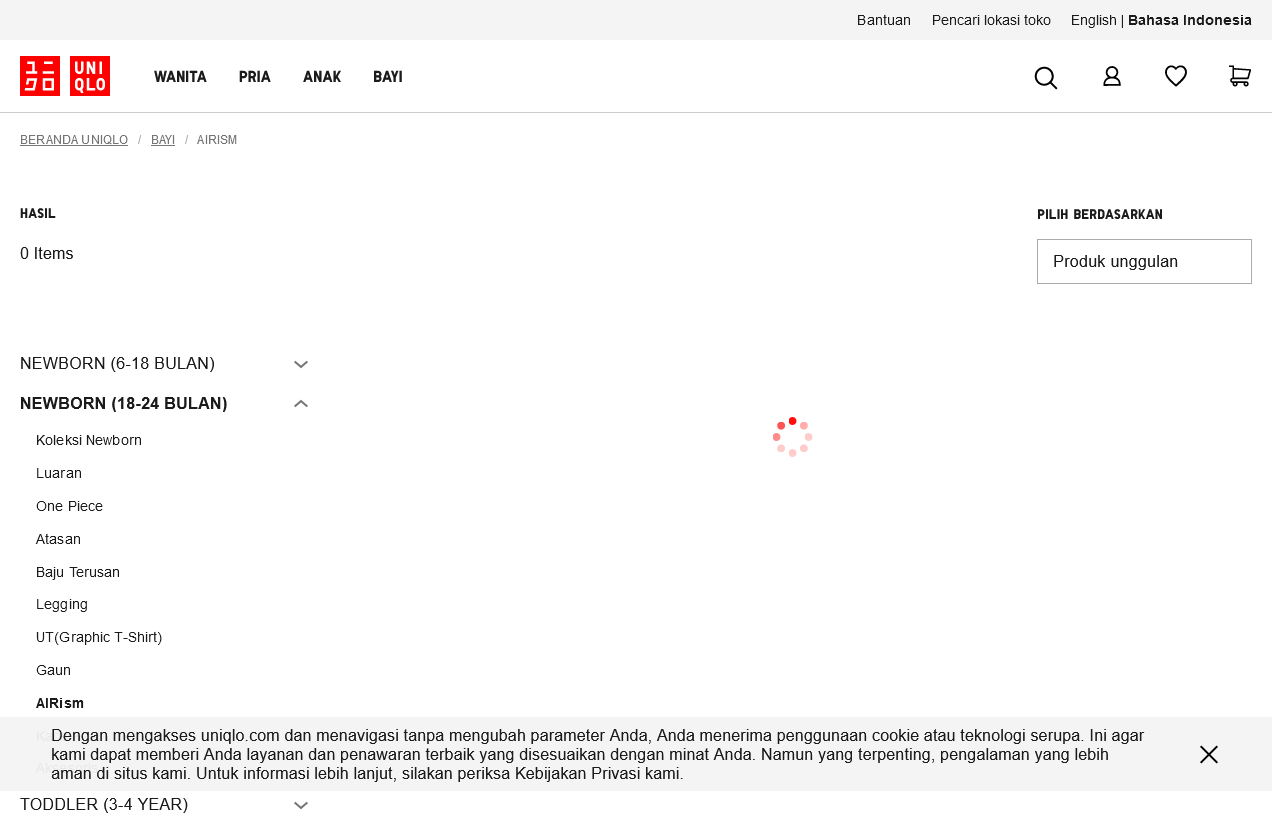 Bantuan Pencari lokasi toko English | Bahasa Indonesia
ユニ
クロ
UNI
QLO
WANITA PRIA ANAK BAYI
BERANDA UNIQLO / BAYI / AIRISM
HASIL
0 Items
PILIH BERDASARKAN
Produk unggulan
NEWBORN (6-18 BULAN)
NEWBORN (18-24 BULAN)
Koleksi Newborn
Luaran
One Piece
Atasan
Baju Terusan
Legging
UT(Graphic T-Shirt)
Gaun
AIRism
Dengan mengakses uniqlo.com dan menavigasi tanpa mengubah parameter Anda, Anda menerima penggunaan cookie atau teknologi serupa. Ini agar
kami dapat memberi Anda layanan dan penawaran terbaik yang disesuaikan dengan minat Anda. Namun yang terpenting, pengalaman yang lebih
aman di situs kami. Untuk informasi lebih lanjut, silakan periksa Kebijakan Privasi kami.
TODDLER (3-4 YEAR)